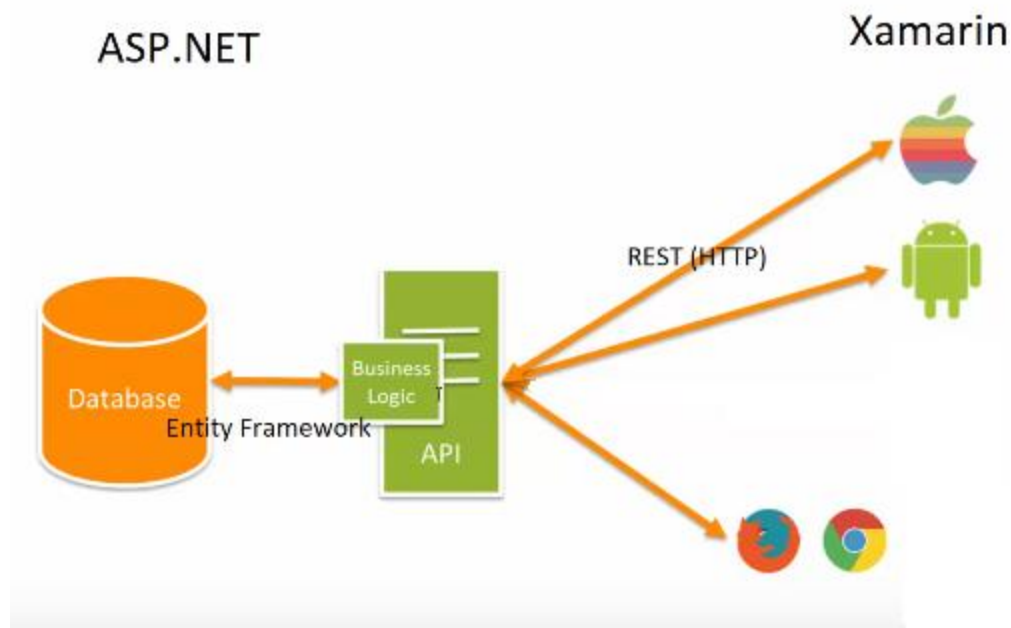 ASP.NET
Xamarin
REST (HTTP)
Database
Business
Logic
Entity Framework
API